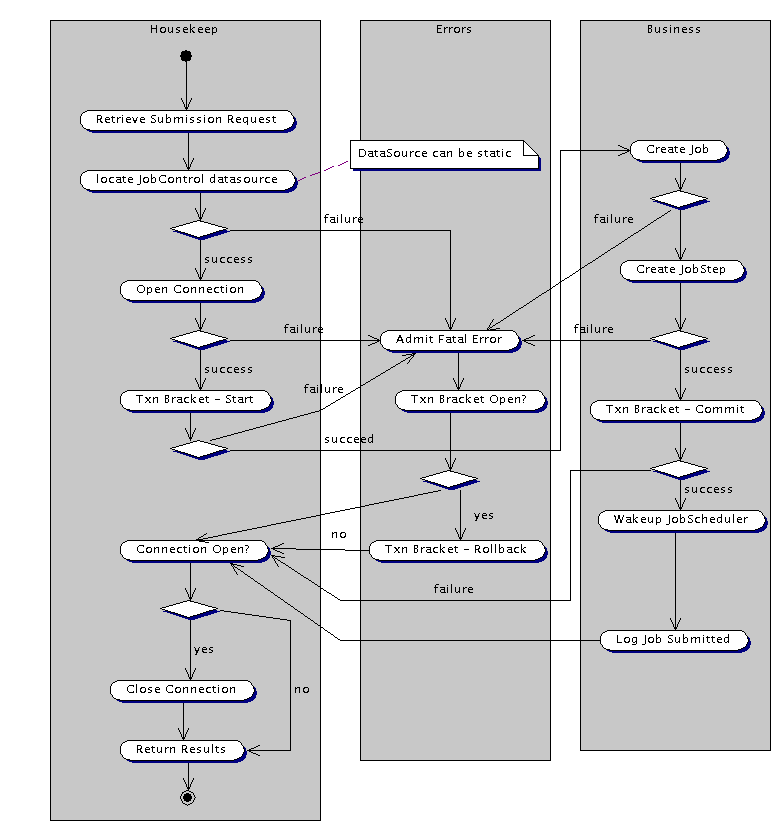 Housekeep
Errors
Business
Retrieve Submission Request
DataSource can be static
Create Job
locate JobControl datasource
failure
failure
success
Create JobStep
Open Connection
failure
Admit Fatal Error
failure
success
success
failure
Txn Bracket - Start
Txn Bracket Open?
Txn Bracket - Commit
succeed
success
yes
Wakeup JobScheduler
no
Connection Open?
Txn Bracket - Rollback
failure
Log Job Submitted
yes
Close Connection
no
Return Results